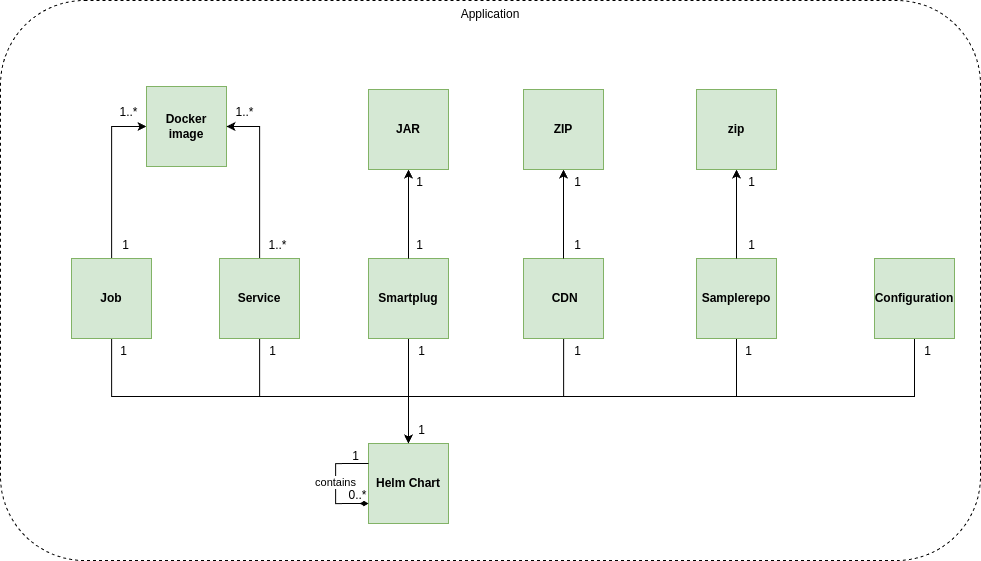 Application
1..*
Docker
image
1..*
JAR
ZIP
zip
1
1
1
1
1..*
1
1
1
Job
Service
Smartplug
CDN
Samplerepo
Configuration
1
1
1
1
1
1
1
1
contains
0..*
Helm Chart